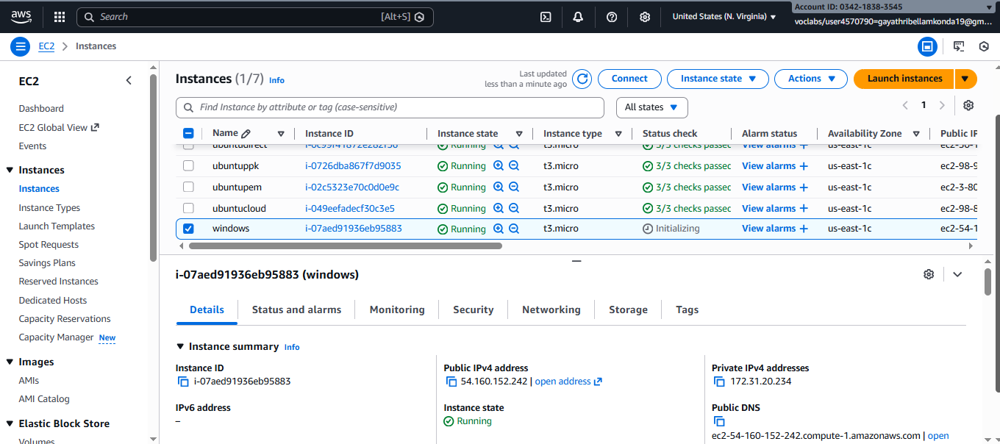 aws
Search [Alt+S]
United States (N. Virginia)
Account ID: 0342-1838-3545
voclabs/user4570790=gayathribellamkonda19@gm...
EC2 Instances
EC2
Dashboard
EC2 Global View
Events
Instances
Instances
Instance Types
Launch Templates
Spot Requests
Savings Plans
Reserved Instances
Dedicated Hosts
Capacity Reservations
Capacity Manager New
Images
AMIs
AMI Catalog
Elastic Block Store
Volumes
Instances (1/7) Info
Last updated
less than a minute ago
Connect Instance state Actions Launch instances
Find Instance by attribute or tag (case-sensitive) All states 1
Name Instance ID Instance state Instance type Status check Alarm status Availability Zone Public IP
ubuntudirect Running t3.micro 3/3 checks passec View alarms + us-east-1c
ubuntuppk i-0726dba867f7d9035 Running t3.micro 3/3 checks passec View alarms + us-east-1c ec2-98-9
ubuntupem i-02c5323e70c0d0e9c Running t3.micro 3/3 checks passec View alarms + us-east-1c ec2-3-80
ubuntucloud i-049eefadecf30c3e5 Running t3.micro 3/3 checks passec View alarms + us-east-1c ec2-98-8
windows i-07aed91936eb95883 Running t3.micro Initializing View alarms + us-east-1c ec2-54-1
i-07aed91936eb95883 (windows)
Details Status and alarms Monitoring Security Networking Storage Tags
Instance summary Info
Instance ID
i-07aed91936eb95883
IPv6 address
–
Public IPv4 address
54.160.152.242 | open address
Instance state
Running
Private IPv4 addresses
172.31.20.234
Public DNS
ec2-54-160-152-242.compute-1.amazonaws.com | open